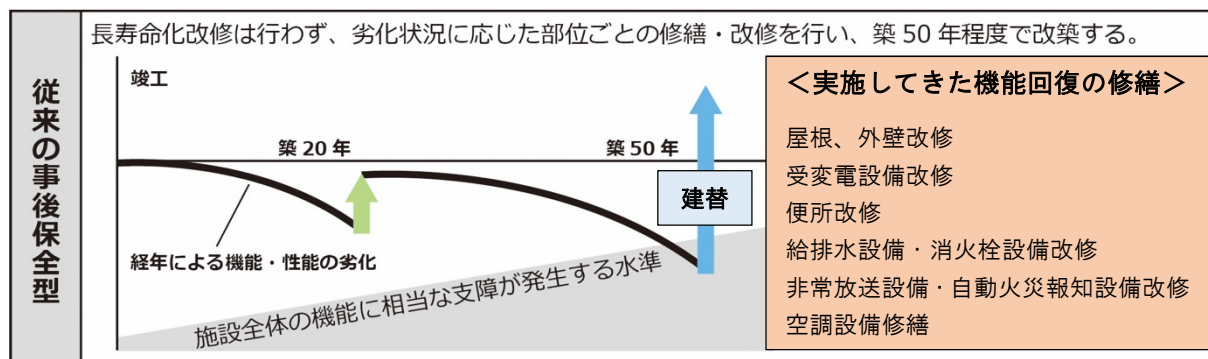 従来の事後保全型
長寿命化改修は行わず、劣化状況に応じた部位ごとの修繕・改修を行い、築 50 年程度で改築する。
竣工
築 20 年
築 50 年
建替
経年による機能・性能の劣化
施設全体の機能に相当な支障が発生する水準
＜実施してきた機能回復の修繕＞
屋根、外壁改修
受変電設備改修
便所改修
給排水設備・消火栓設備改修
非常放送設備・自動火災報知設備改修
空調設備修繕